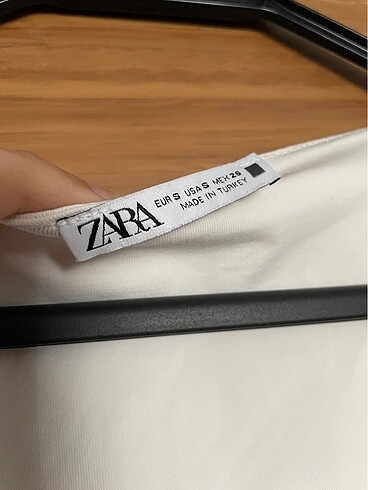 ZARA
EUR S USA S MEX 26
MADE IN TURKEY